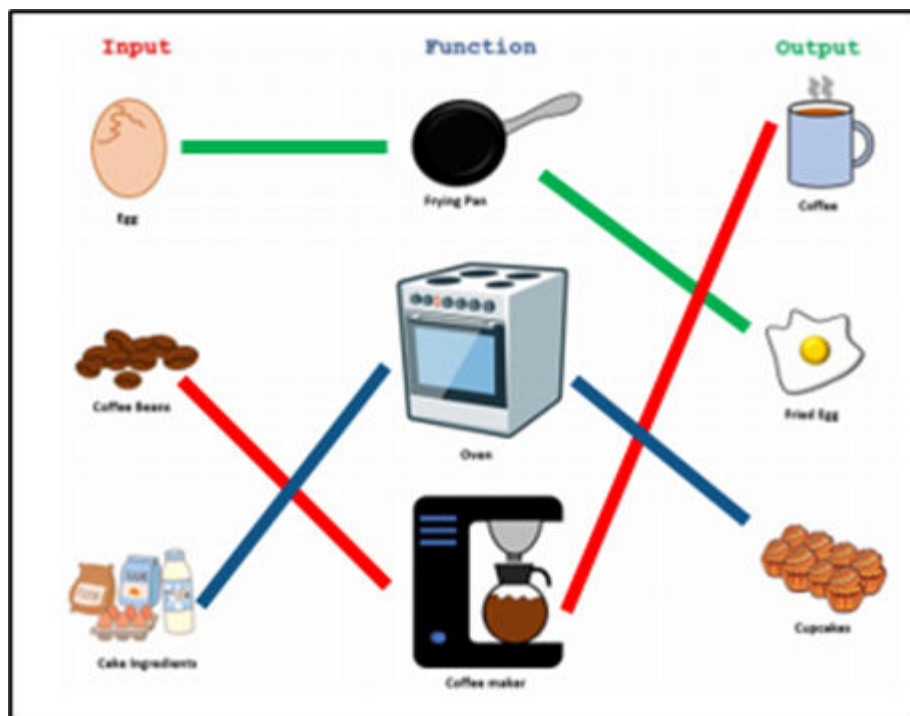 Input Function Output
Egg
Frying Pan
Coffee
Coffee Beans
Oven
Fried Egg
Cake Ingredients
Coffee maker
Cupcakes